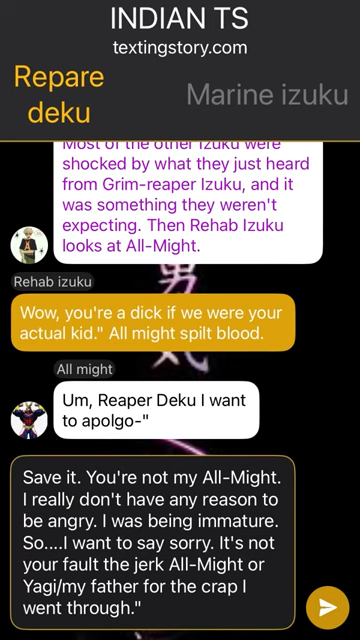 INDIAN TS
textingstory.com
Repare
deku
Marine izuku
Most of the other Izuku were
shocked by what they just heard
from Grim-reaper Izuku, and it
was something they weren't
expecting. Then Rehab Izuku
looks at All-Might.
Rehab izuku
Wow, you're a dick if we were your
actual kid." All might spilt blood.
All might
Um, Reaper Deku I want
to apolgo-"
男
気
Save it. You're not my All-Might.
I really don't have any reason to
be angry. I was being immature.
So....I want to say sorry. It's not
your fault the jerk All-Might or
Yagi/my father for the crap I
went through."